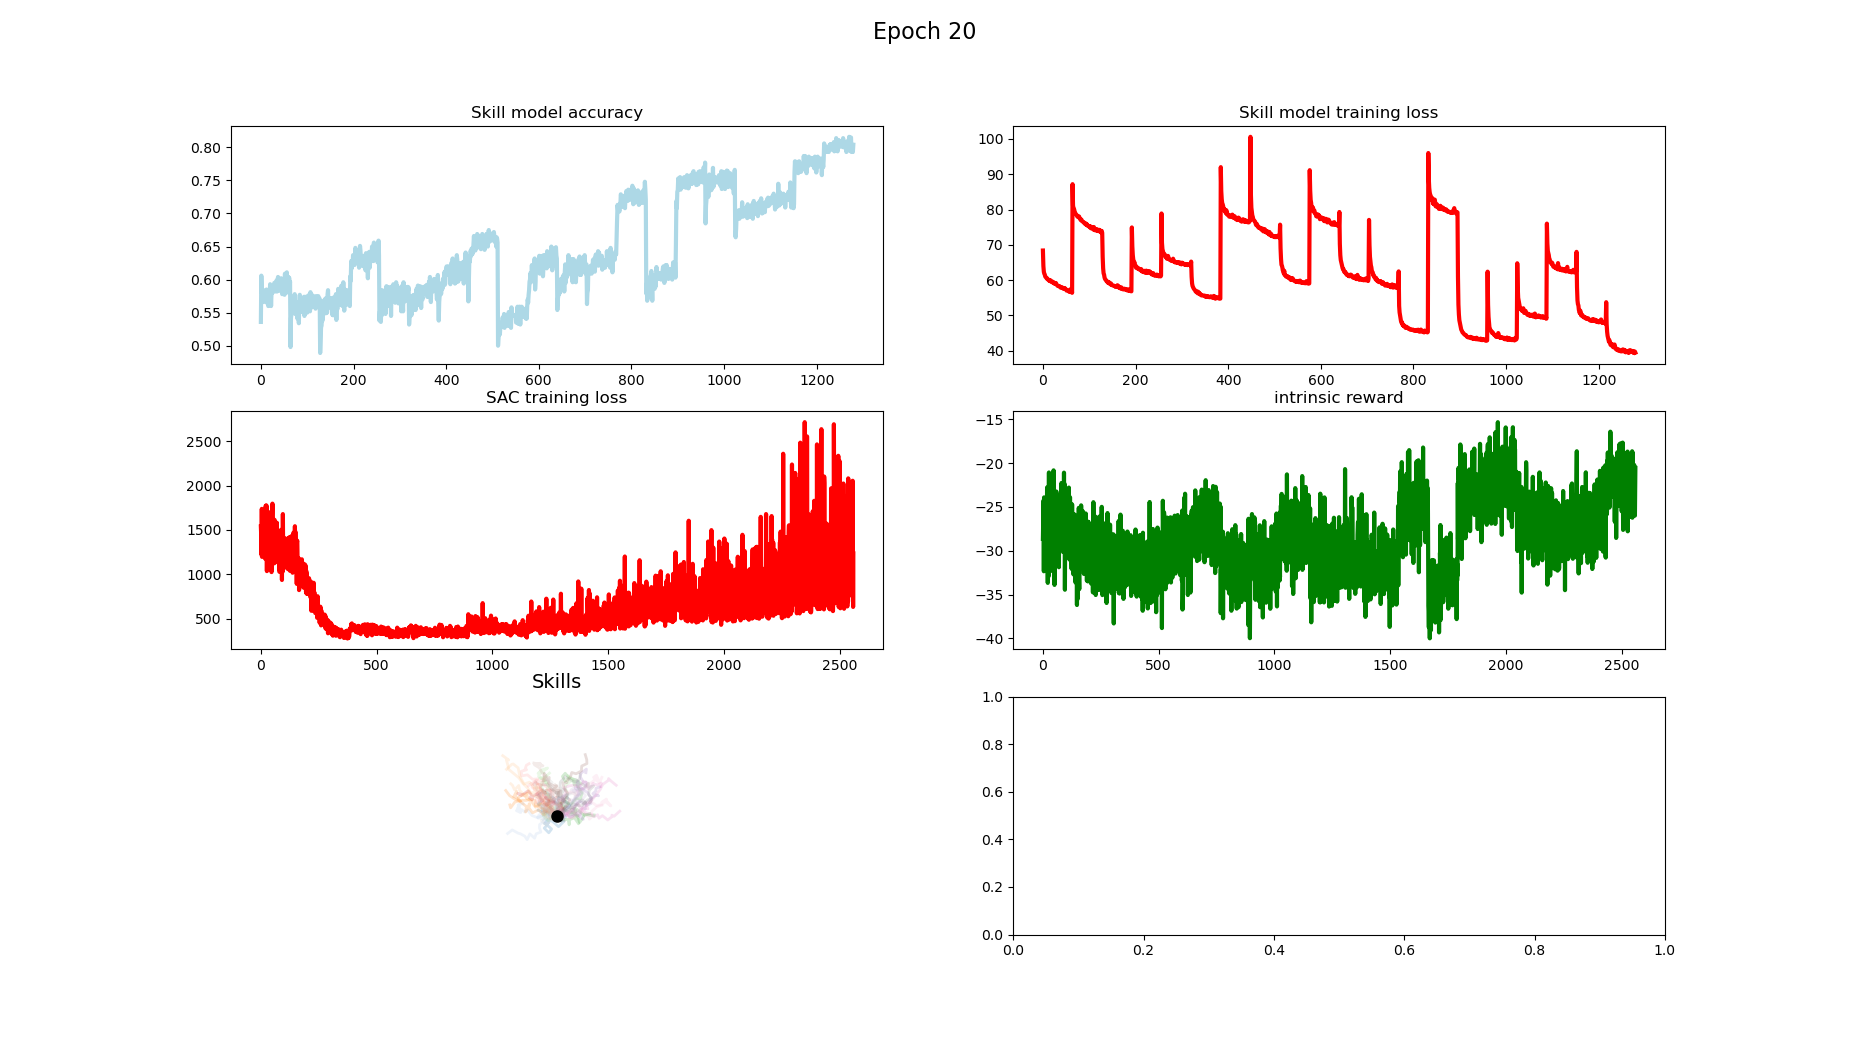 Epoch 20
Skill model accuracy
0.80
0.75
0.70
0.65
0.60
0.55
0.50
0 200 400 600 800 1000 1200
Skill model training loss
100
90
80
70
60
50
40
0 200 400 600 800 1000 1200
SAC training loss
2500
2000
1500
1000
500
0 500 1000 1500 2000 2500
intrinsic reward
−15
−20
−25
−30
−35
−40
0 500 1000 1500 2000 2500
Skills
1.0
0.8
0.6
0.4
0.2
0.0
0.0 0.2 0.4 0.6 0.8 1.0